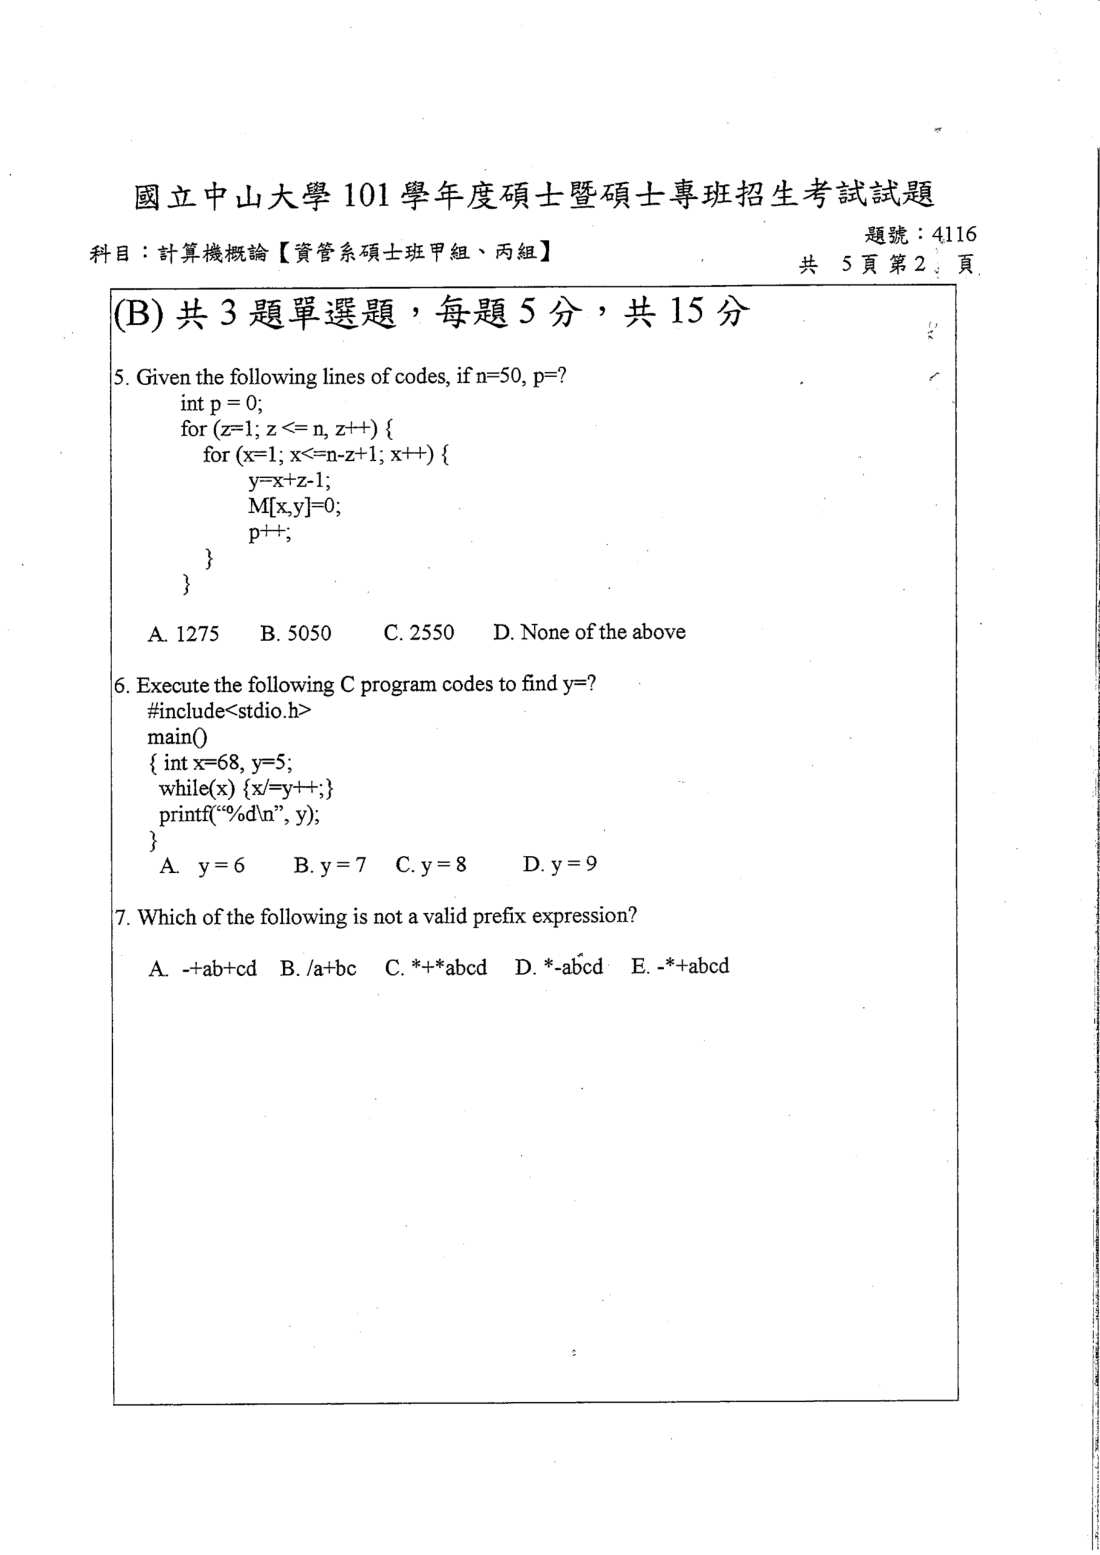 國立中山大學 101 學年度碩士暨碩士專班招生考試試題
科目：計算機概論【資管系碩士班甲組、丙組】
題號：4116
共 5 頁 第 2 頁
(B) 共 3 題單選題，每題 5 分，共 15 分
5. Given the following lines of codes, if n=50, p=?
int p = 0;
for (z=1; z <= n, z++) {
for (x=1; x<=n-z+1; x++) {
y=x+z-1;
M[x,y]=0;
p++;
}
}
A. 1275 B. 5050 C. 2550 D. None of the above
6. Execute the following C program codes to find y=?
#include<stdio.h>
main()
{ int x=68, y=5;
while(x) {x/=y++;}
printf(“%d\n”, y);
}
A. y = 6 B. y = 7 C. y = 8 D. y = 9
7. Which of the following is not a valid prefix expression?
A. -+ab+cd B. /a+bc C. *+*abcd D. *-abcd E. -*+abcd